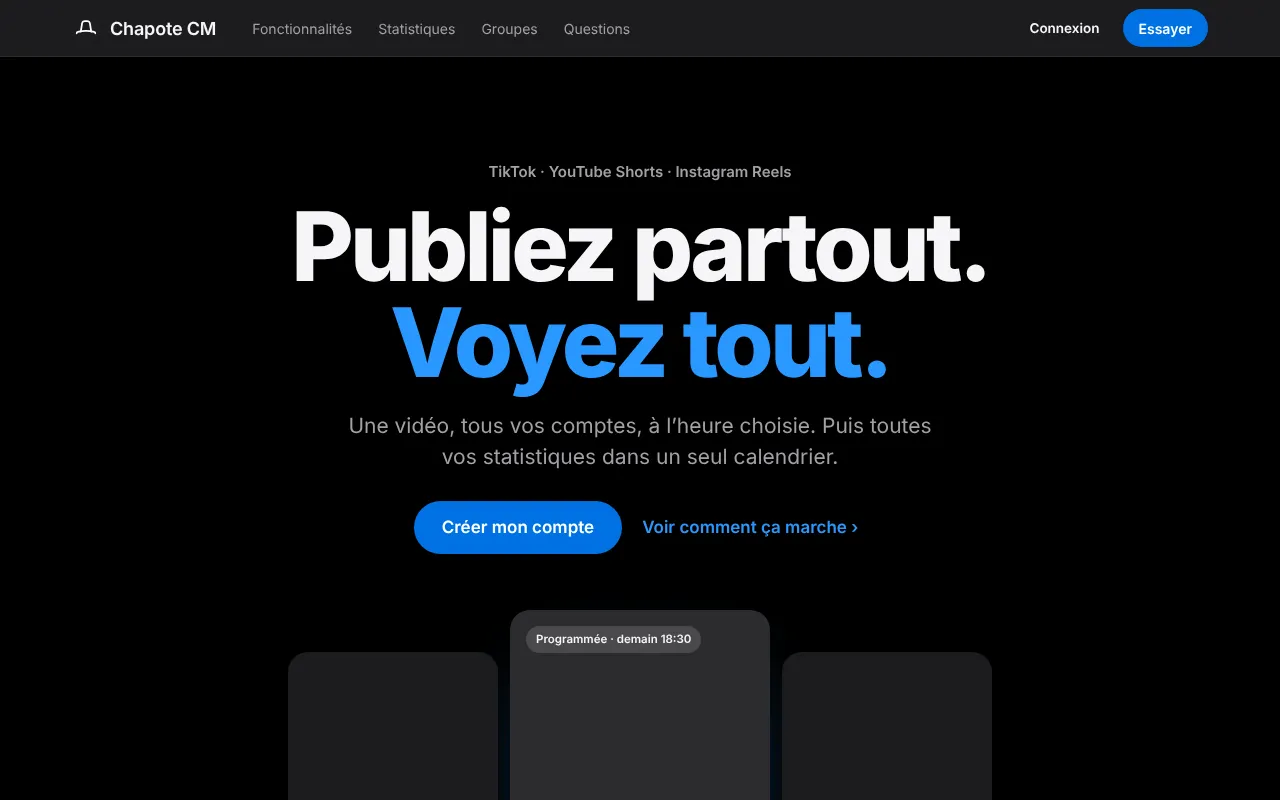 Chapote CM
Fonctionnalités
Statistiques
Groupes
Questions
Connexion
Essayer
TikTok · YouTube Shorts · Instagram Reels
Publiez partout.
Voyez tout.
Une vidéo, tous vos comptes, à l’heure choisie. Puis toutes
vos statistiques dans un seul calendrier.
Créer mon compte
Voir comment ça marche ›
Programmée · demain 18:30